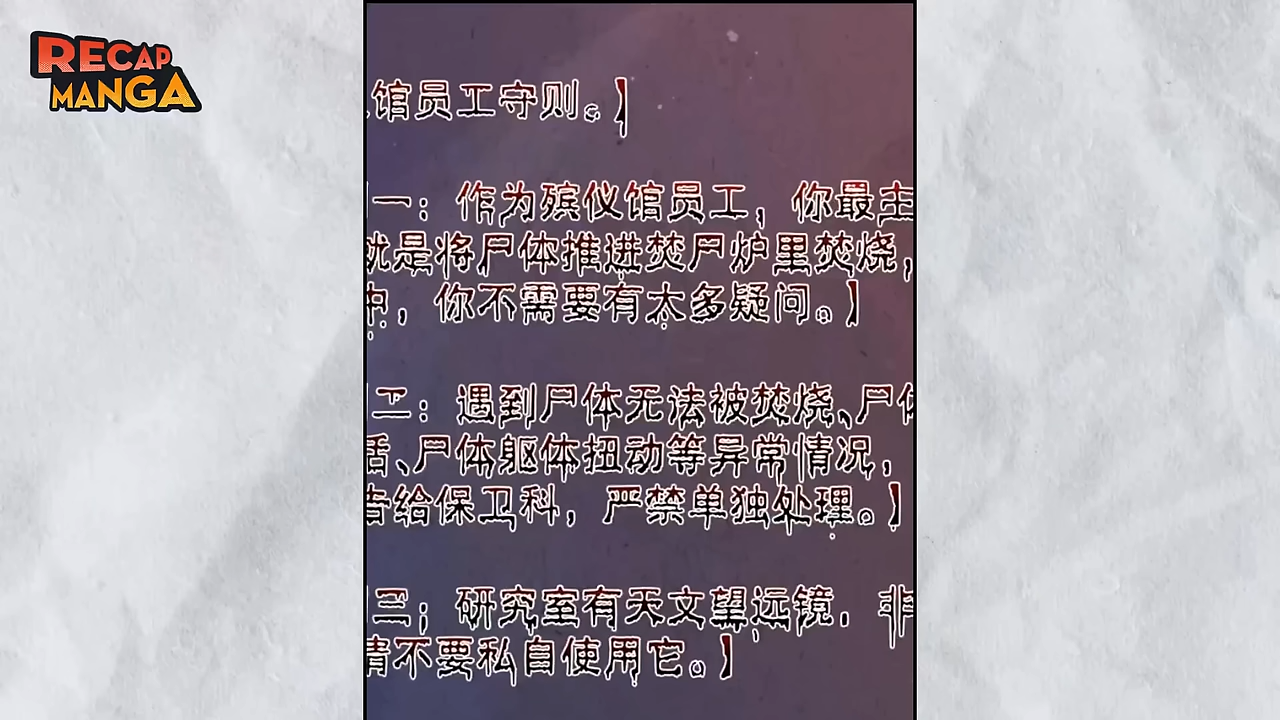 RECAP
MANGA
馆员工守则。】
一：作为殡仪馆员工，你最主
就是将尸体推进焚尸炉里焚烧，
中，你不需要有太多疑问。】
二：遇到尸体无法被焚烧、尸体
活、尸体躯体扭动等异常情况，
告给保卫科，严禁单独处理。】
三；研究室有天文望远镜．非
请不要私自使用它。】